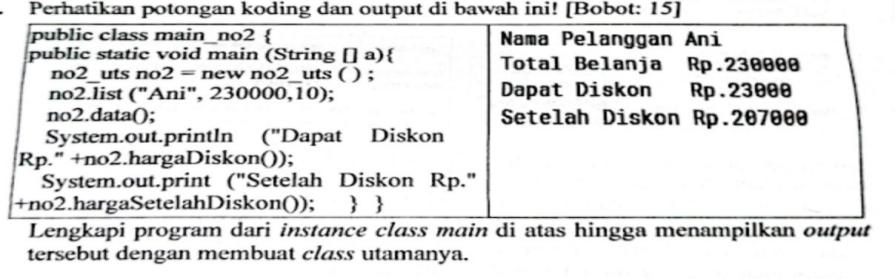 . Perhatikan potongan koding dan output di bawah ini! [Bobot: 15]
public class main_no2 {
public static void main (String [] a){
no2_uts no2 = new no2_uts ( ) ;
no2.list ("Ani", 230000,10);
no2.data();
System.out.println ("Dapat Diskon
Rp." +no2.hargaDiskon());
System.out.print ("Setelah Diskon Rp."
+no2.hargaSetelahDiskon()); } }
Nama Pelanggan Ani
Total Belanja Rp.230000
Dapat Diskon Rp.23000
Setelah Diskon Rp.207000
Lengkapi program dari instance class main di atas hingga menampilkan output
tersebut dengan membuat class utamanya.